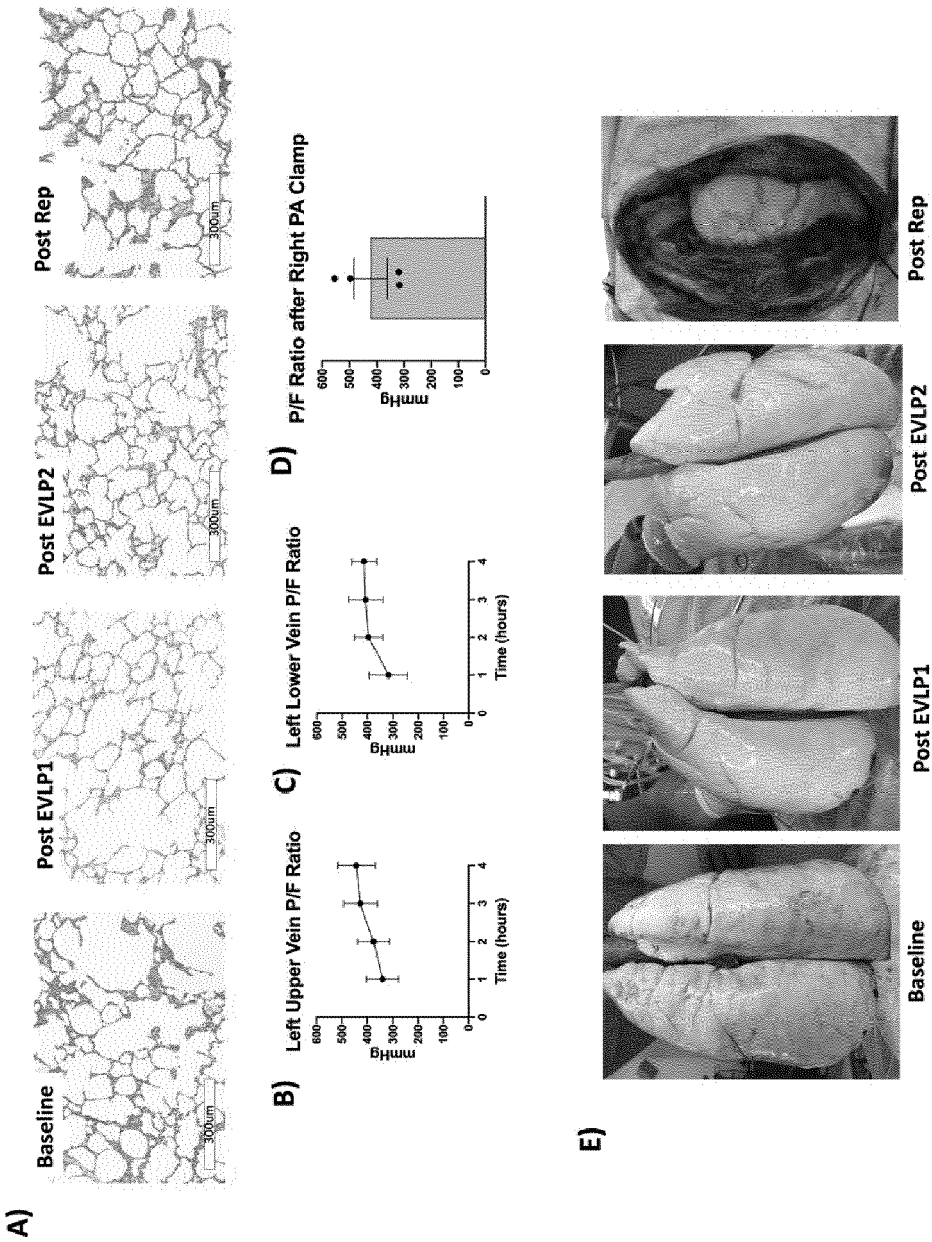 A)
Baseline
300um
Post EVLP1
300um
Post EVLP2
300um
Post Rep
300um
B)
Left Upper Vein P/F Ratio
mmHg
600
500
400
300
200
100
0
0 1 2 3 4
Time (hours)
C)
Left Lower Vein P/F Ratio
mmHg
600
500
400
300
200
100
0
0 1 2 3 4
Time (hours)
D)
P/F Ratio after Right PA Clamp
mmHg
600
500
400
300
200
100
0
E)
Baseline
Post EVLP1
Post EVLP2
Post Rep